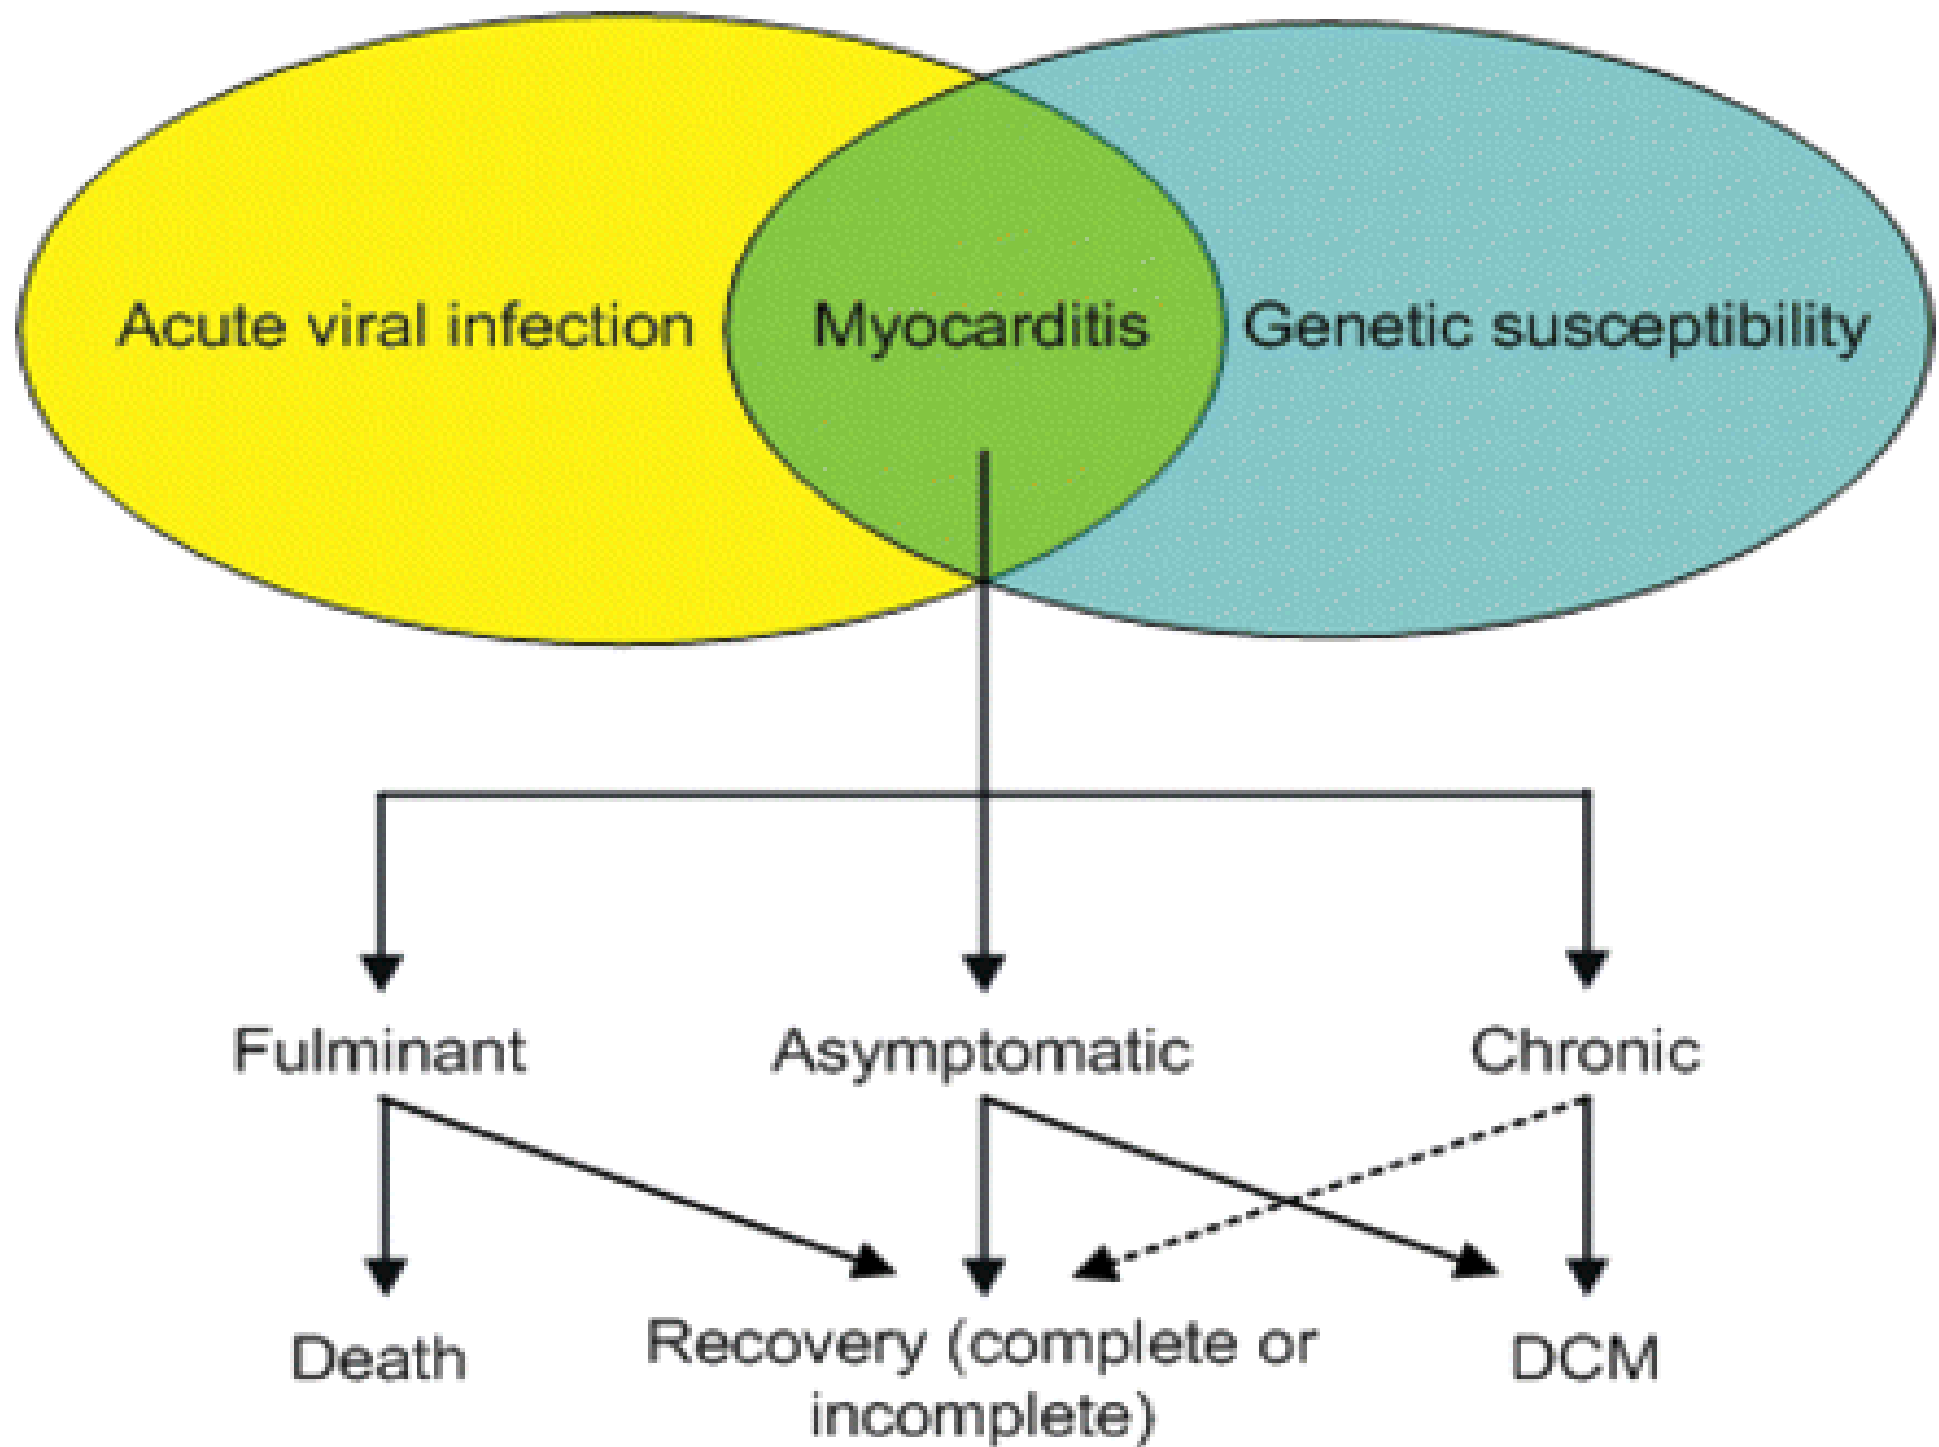 Acute viral infection
Myocarditis
Genetic susceptibility
Fulminant
Asymptomatic
Chronic
Death
Recovery (complete or
incomplete)
DCM